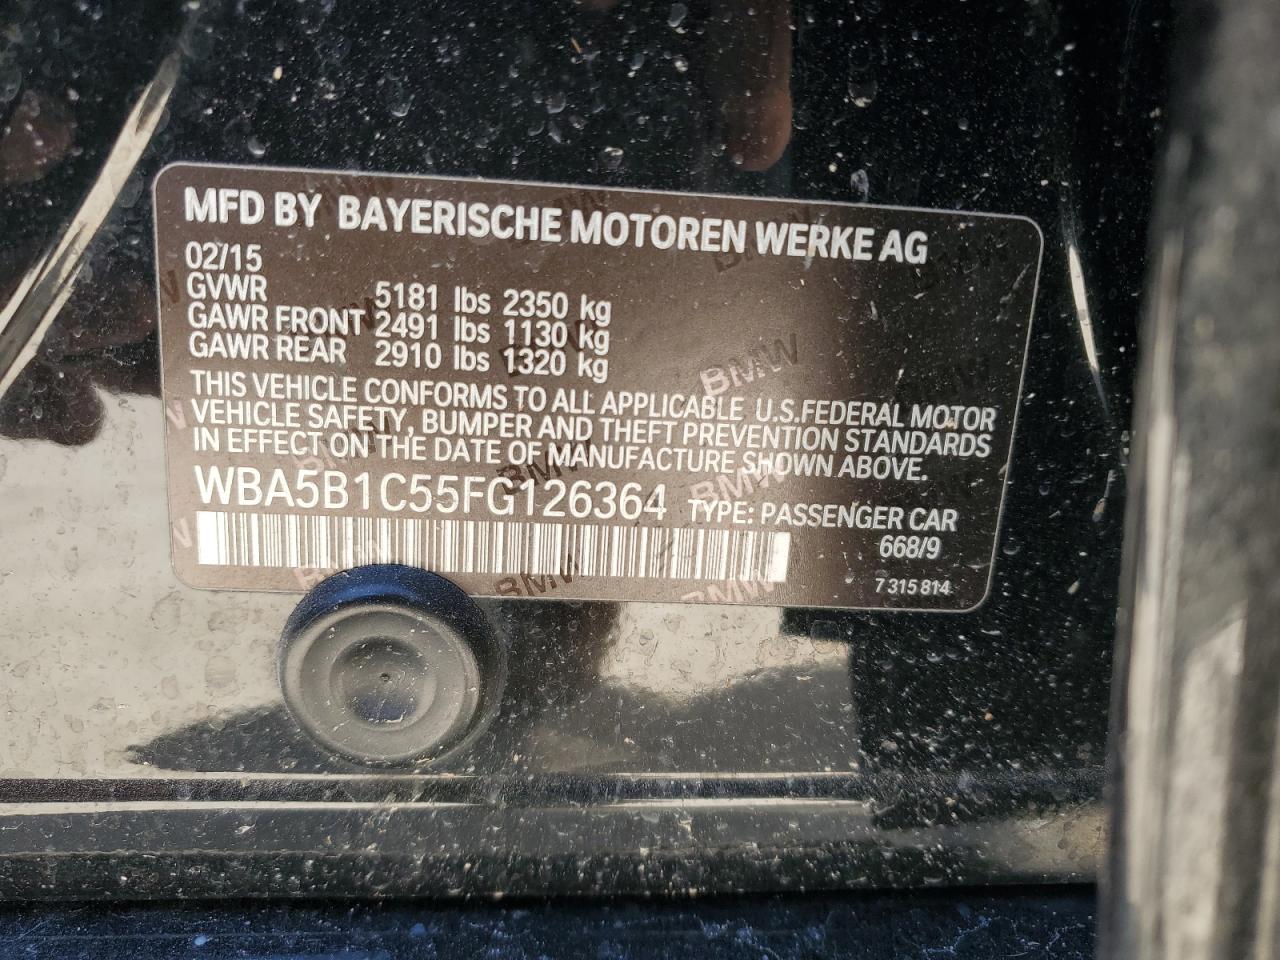 MFD BY BAYERISCHE MOTOREN WERKE AG
02/15
GVWR 5181 lbs 2350 kg
GAWR FRONT 2491 lbs 1130 kg
GAWR REAR 2910 lbs 1320 kg
THIS VEHICLE CONFORMS TO ALL APPLICABLE U.S.FEDERAL MOTOR
VEHICLE SAFETY, BUMPER AND THEFT PREVENTION STANDARDS
IN EFFECT ON THE DATE OF MANUFACTURE SHOWN ABOVE.
WBA5B1C55FG126364 TYPE: PASSENGER CAR
668/9
7 315 814